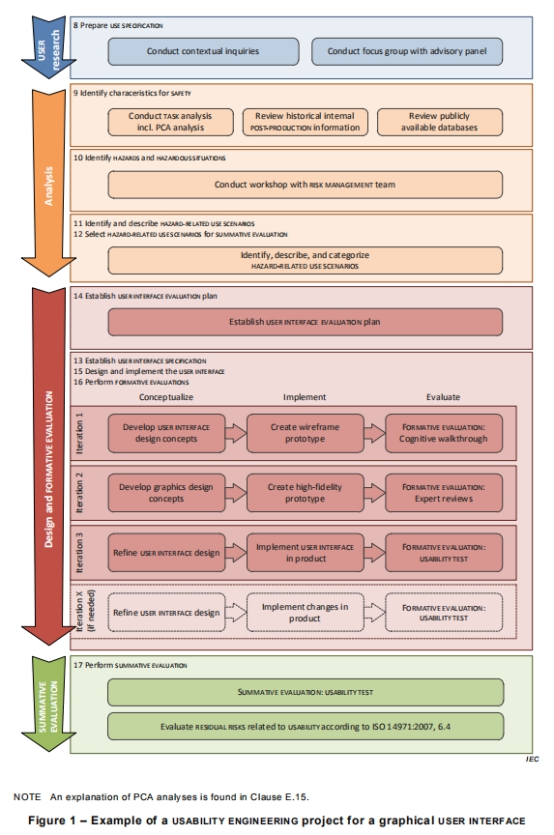 USER
research
8 Prepare USE SPECIFICATION
Conduct contextual inquiries
Conduct focus group with advisory panel
Analysis
9 Identify characteristics for SAFETY
Conduct TASK analysis
incl. PCA analysis
Review historical internal
POST-PRODUCTION information
Review publicly
available databases
10 Identify HAZARDS and HAZARDOUS SITUATIONS
Conduct workshop with RISK MANAGEMENT team
11 Identify and describe HAZARD-RELATED USE SCENARIOS
12 Select HAZARD-RELATED USE SCENARIOS for SUMMATIVE EVALUATION
Identify, describe, and categorize
HAZARD-RELATED USE SCENARIOS
Design and FORMATIVE EVALUATION
14 Establish USER INTERFACE EVALUATION plan
Establish USER INTERFACE EVALUATION plan
13 Establish USER INTERFACE SPECIFICATION
15 Design and implement the USER INTERFACE
16 Perform FORMATIVE EVALUATIONS
Conceptualize
Implement
Evaluate
Iteration 1
Develop USER INTERFACE
design concepts
Create wireframe
prototype
FORMATIVE EVALUATION:
Cognitive walkthrough
Iteration 2
Develop graphics design
concepts
Create high-fidelity
prototype
FORMATIVE EVALUATION:
Expert reviews
Iteration 3
Refine USER INTERFACE design
Implement USER INTERFACE
in product
FORMATIVE EVALUATION:
USABILITY TEST
Iteration X
(if needed)
Refine USER INTERFACE design
Implement changes in
product
FORMATIVE EVALUATION:
USABILITY TEST
SUMMATIVE
EVALUATION
17 Perform SUMMATIVE EVALUATION
SUMMATIVE EVALUATION: USABILITY TEST
Evaluate RESIDUAL RISKS related to USABILITY according to ISO 14971:2007, 6.4
IEC
NOTE An explanation of PCA analyses is found in Clause E.15.
Figure 1 – Example of a USABILITY ENGINEERING project for a graphical USER INTERFACE